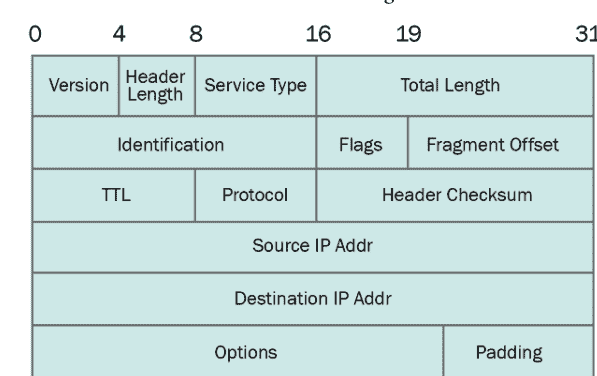 0 4 8 16 19 31
Version Header Length Service Type Total Length
Identification Flags Fragment Offset
TTL Protocol Header Checksum
Source IP Addr
Destination IP Addr
Options Padding